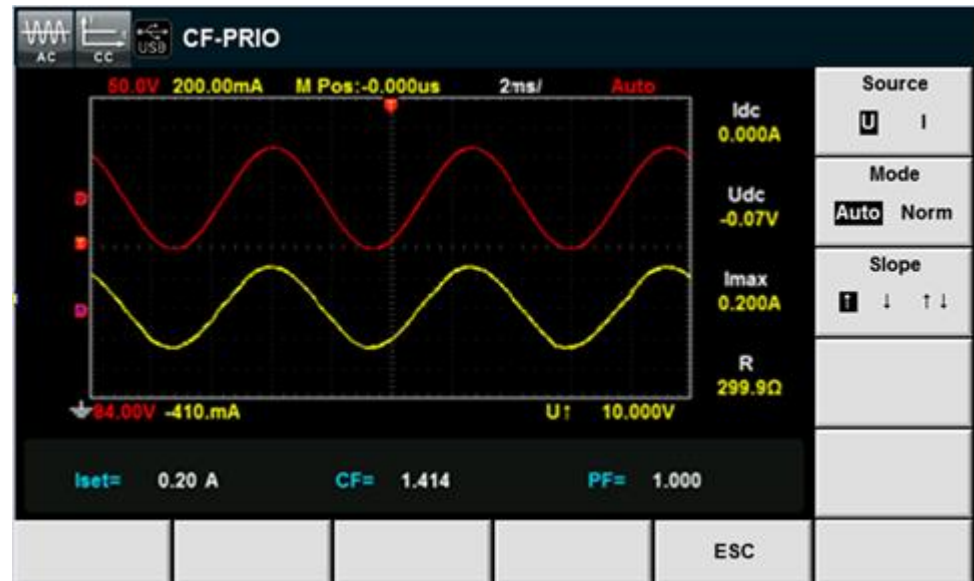 AC CC USB CF-PRIO
50.0V 200.00mA M Pos:-0.000us 2ms/ Auto
T
Idc
0.000A
D
Udc
-0.07V
T
Imax
0.200A
D
R
299.9Ω
84.00V -410.mA U↑ 10.000V
Iset= 0.20 A CF= 1.414 PF= 1.000
Source
U I
Mode
Auto Norm
Slope
↑ ↓ ↑↓
ESC